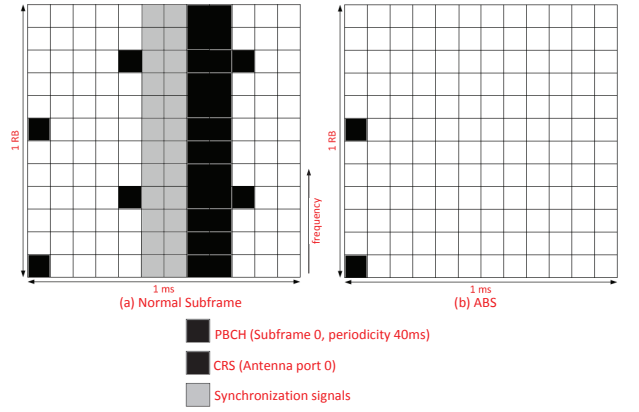 1 RB
1 RB
frequency
1 ms
1 ms
(a) Normal Subframe
(b) ABS
PBCH (Subframe 0, periodicity 40ms)
CRS (Antenna port 0)
Synchronization signals